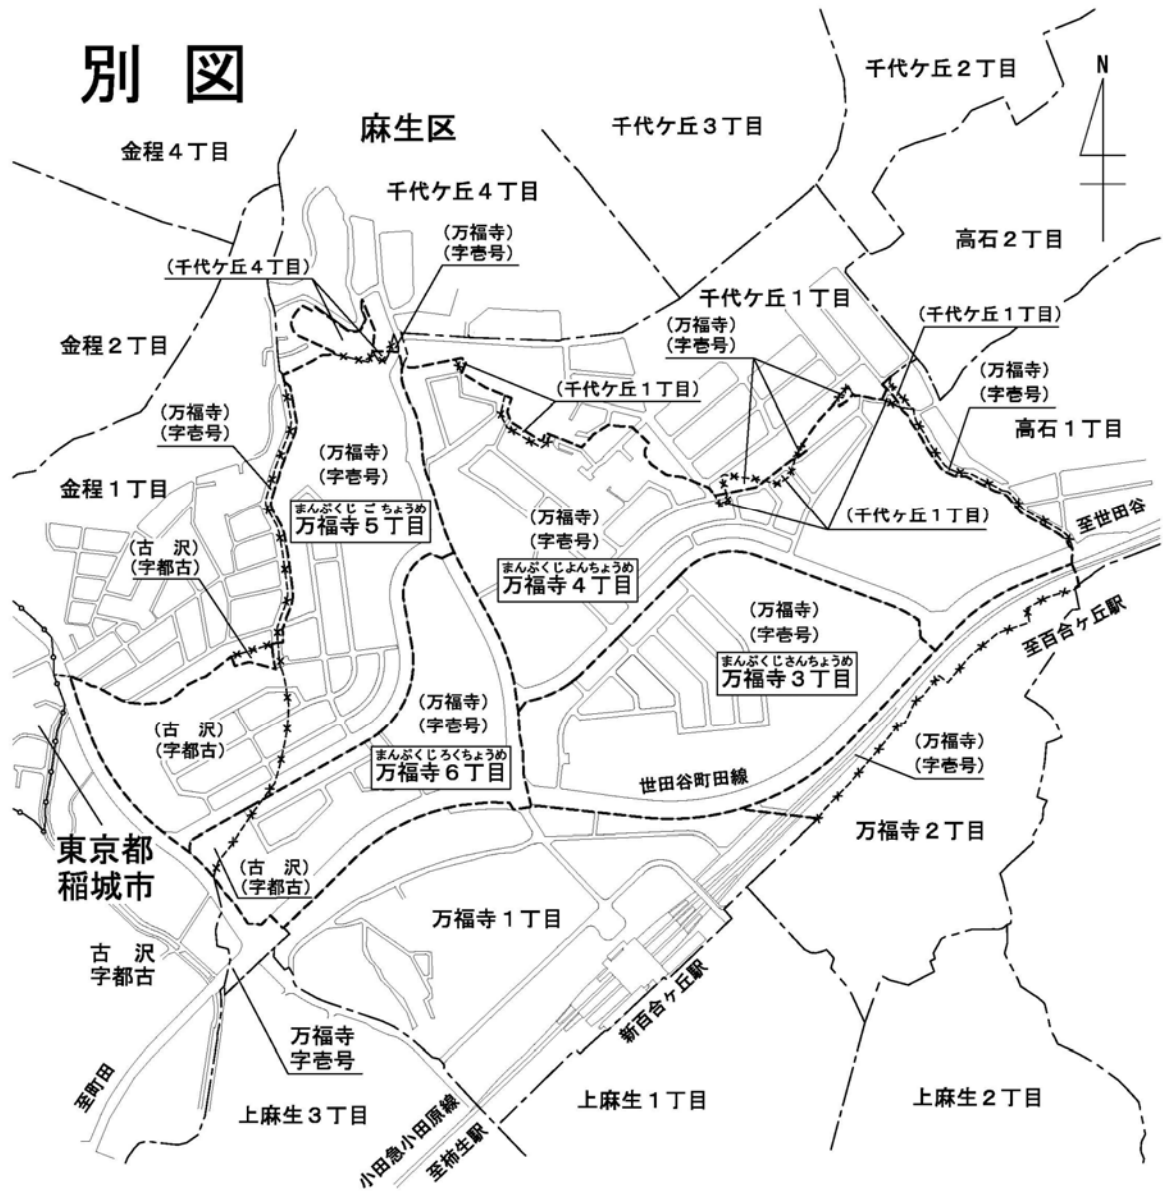 別 図
千代ケ丘２丁目
N
麻生区
千代ケ丘３丁目
金程４丁目
千代ケ丘４丁目
(万福寺)
(字壱号)
高石２丁目
(千代ケ丘４丁目)
千代ケ丘１丁目
(千代ケ丘１丁目)
(万福寺)
(字壱号)
金程２丁目
(万福寺)
(字壱号)
(千代ケ丘１丁目)
(万福寺)
(字壱号)
高石１丁目
(万福寺)
(字壱号)
金程１丁目
まんぷくじ ご ちょうめ
万福寺５丁目
(万福寺)
(字壱号)
(千代ケ丘１丁目)
至世田谷
(古　沢)
(字都古)
まんぷくじよんちょうめ
万福寺４丁目
(万福寺)
(字壱号)
至百合ヶ丘駅
まんぷくじさんちょうめ
万福寺３丁目
(万福寺)
(字壱号)
(古　沢)
(字都古)
まんぷくじろくちょうめ
万福寺６丁目
(万福寺)
(字壱号)
世田谷町田線
万福寺２丁目
東京都
稲城市
(古　沢)
(字都古)
万福寺１丁目
古　沢
字都古
新百合ヶ丘駅
万福寺
字壱号
至町田
上麻生３丁目
上麻生１丁目
上麻生２丁目
小田急小田原線
至柿生駅